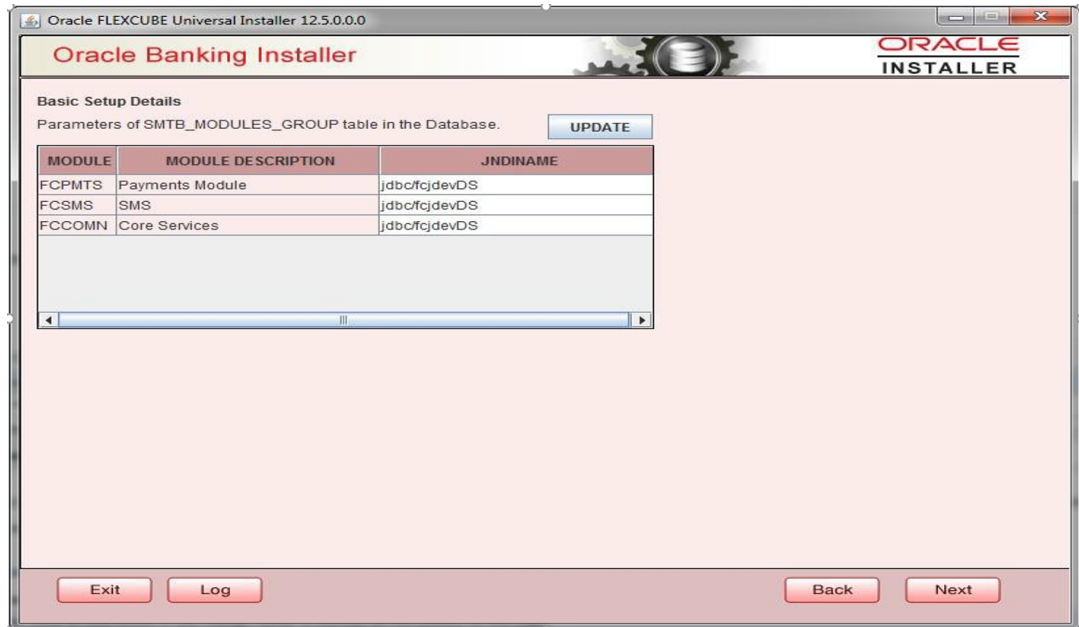 Oracle FLEXCUBE Universal Installer 12.5.0.0.0
Oracle Banking Installer
ORACLE
INSTALLER
Basic Setup Details
Parameters of SMTB_MODULES_GROUP table in the Database.
UPDATE
MODULE MODULE DESCRIPTION JNDINAME
FCPMTS Payments Module jdbc/fcjdevDS
FCSMS SMS jdbc/fcjdevDS
FCCOMN Core Services jdbc/fcjdevDS
Exit Log Back Next